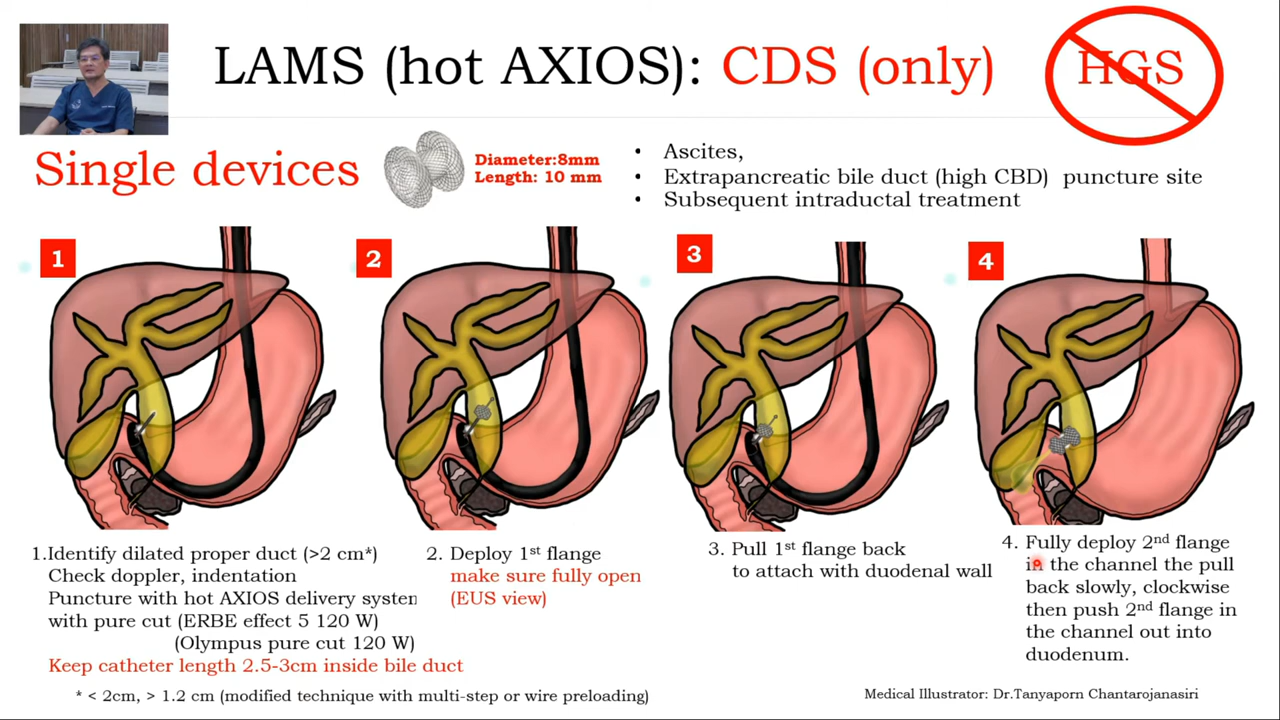 LAMS (hot AXIOS): CDS (only)
HGS
Single devices
Diameter:8mm
Length: 10 mm
• Ascites,
• Extrapancreatic bile duct (high CBD) puncture site
• Subsequent intraductal treatment
1
2
3
4
1.Identify dilated proper duct (>2 cm*)
Check doppler, indentation
Puncture with hot AXIOS delivery system
with pure cut (ERBE effect 5 120 W)
(Olympus pure cut 120 W)
Keep catheter length 2.5-3cm inside bile duct
* < 2cm, > 1.2 cm (modified technique with multi-step or wire preloading)
2. Deploy 1st flange
make sure fully open
(EUS view)
3. Pull 1st flange back
to attach with duodenal wall
4. Fully deploy 2nd flange
in the channel the pull
back slowly, clockwise
then push 2nd flange in
the channel out into
duodenum.
Medical Illustrator: Dr.Tanyaporn Chantarojanasiri